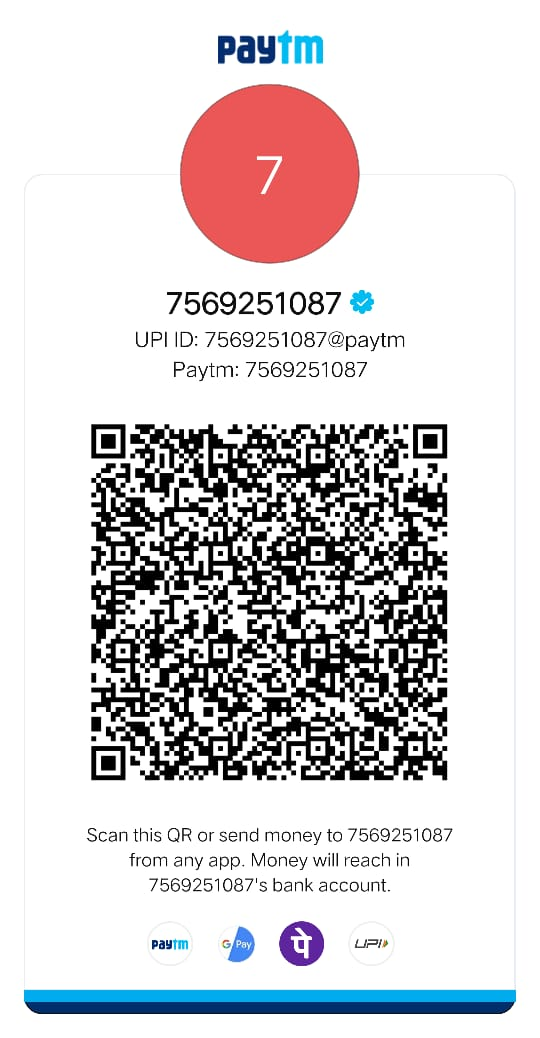 paytm
7
7569251087
UPI ID: 7569251087@paytm
Paytm: 7569251087
Scan this QR or send money to 7569251087
from any app. Money will reach in
7569251087's bank account.
paytm G Pay पे UPI